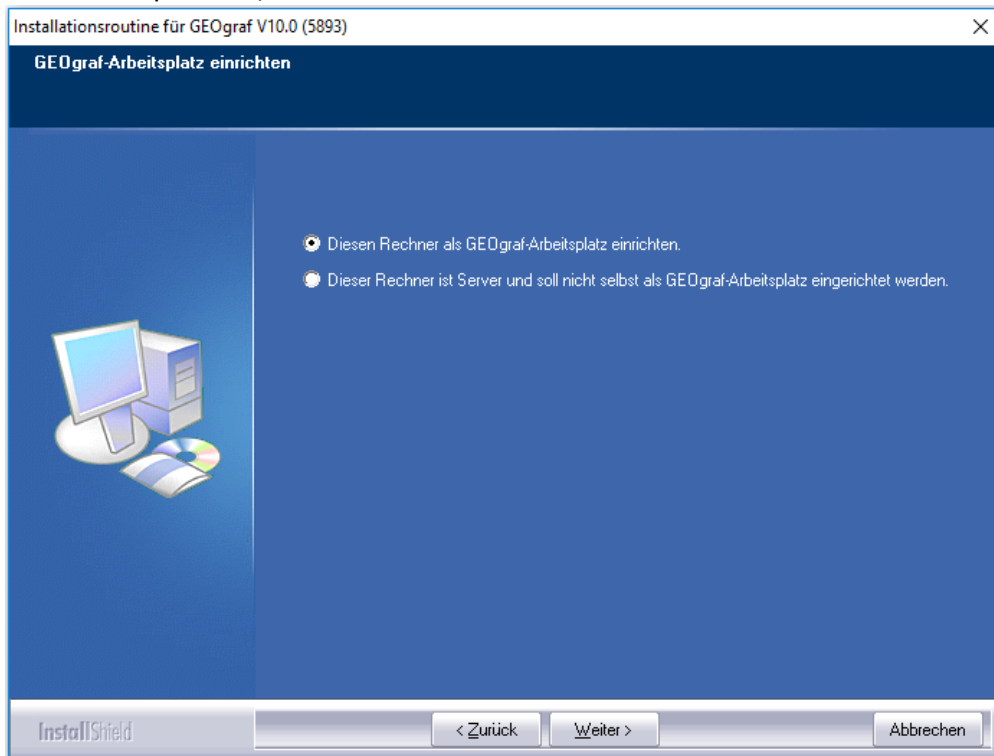 Installationsroutine für GEOgraf V10.0 (5893)
GEOgraf-Arbeitsplatz einrichten
Diesen Rechner als GEOgraf-Arbeitsplatz einrichten.
Dieser Rechner ist Server und soll nicht selbst als GEOgraf-Arbeitsplatz eingerichtet werden.
InstallShield
< Zurück
Weiter >
Abbrechen